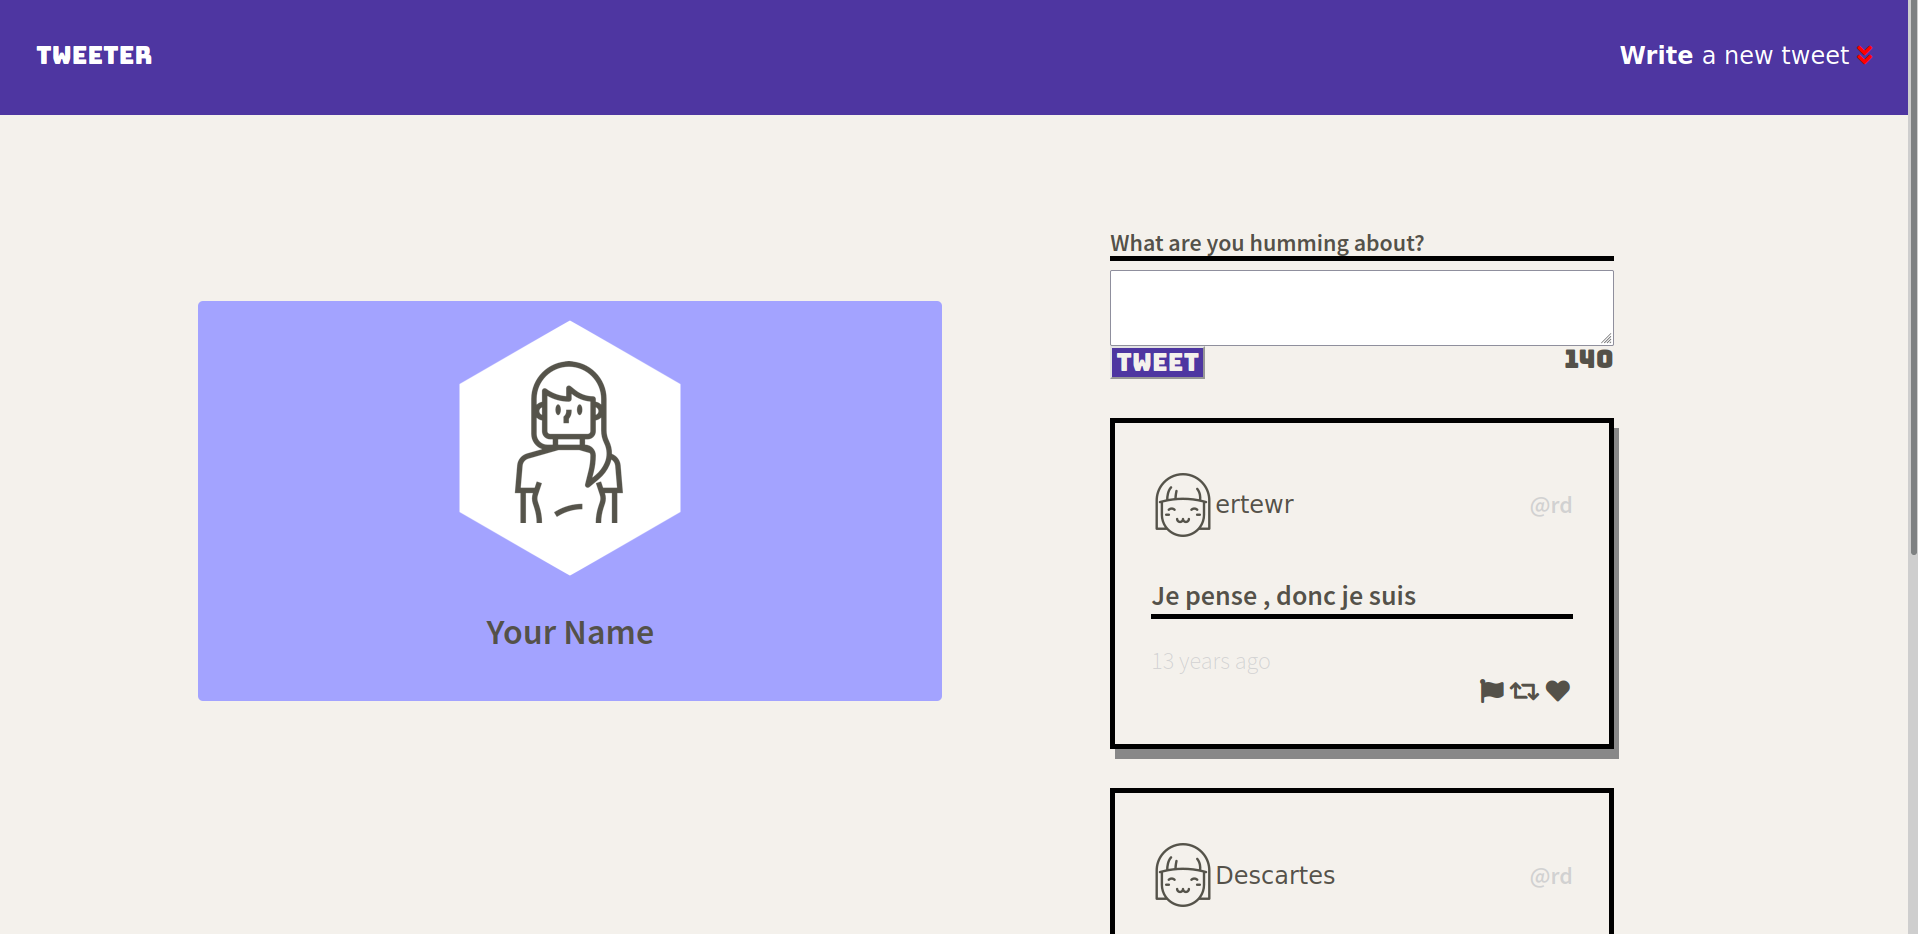 TWEETER
Write a new tweet
What are you humming about?
TWEET
140
Your Name
ertewr
@rd
Je pense , donc je suis
13 years ago
Descartes
@rd